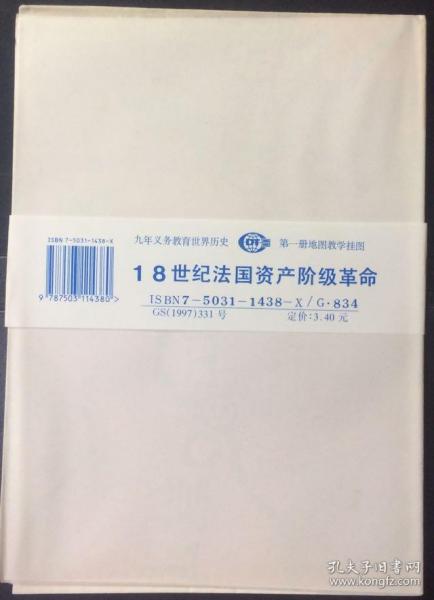 ISBN 7-5031-1438-X
九年义务教育世界历史 第一册地图教学挂图
18世纪法国资产阶级革命
ISBN7-5031-1438-X/G·834
GS(1997)331号 定价:3.40元
9 787503 114380 >
孔夫子旧书网
www.kongfz.com